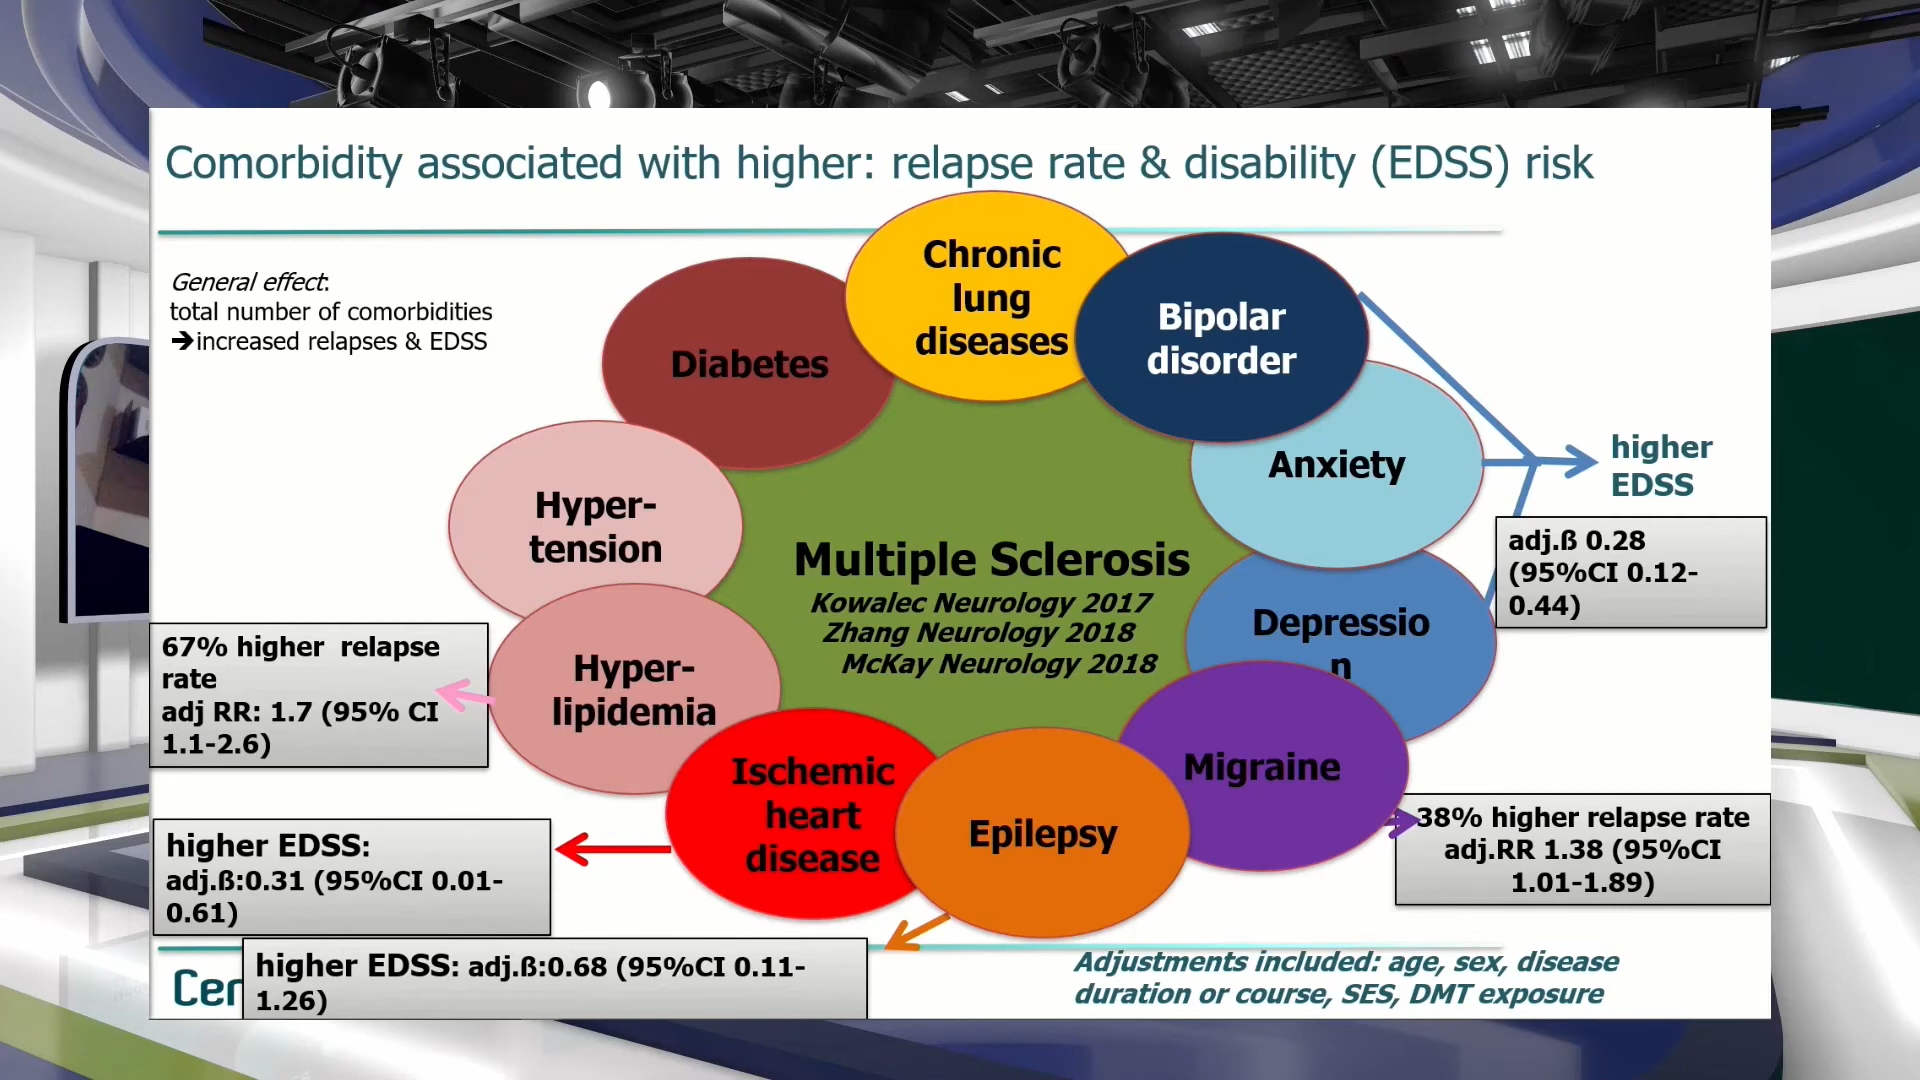 Comorbidity associated with higher: relapse rate & disability (EDSS) risk
General effect:
total number of comorbidities
➔increased relapses & EDSS
Chronic
lung
diseases
Bipolar
disorder
Diabetes
Anxiety
higher
EDSS
Hyper-
tension
adj.ß 0.28
(95%CI 0.12-
0.44)
Multiple Sclerosis
Kowalec Neurology 2017
Zhang Neurology 2018
McKay Neurology 2018
Depressio
n
67% higher relapse
rate
adj RR: 1.7 (95% CI
1.1-2.6)
Hyper-
lipidemia
Ischemic
heart
disease
Epilepsy
Migraine
38% higher relapse rate
adj.RR 1.38 (95%CI
1.01-1.89)
higher EDSS:
adj.ß:0.31 (95%CI 0.01-
0.61)
higher EDSS: adj.ß:0.68 (95%CI 0.11-
1.26)
Adjustments included: age, sex, disease
duration or course, SES, DMT exposure